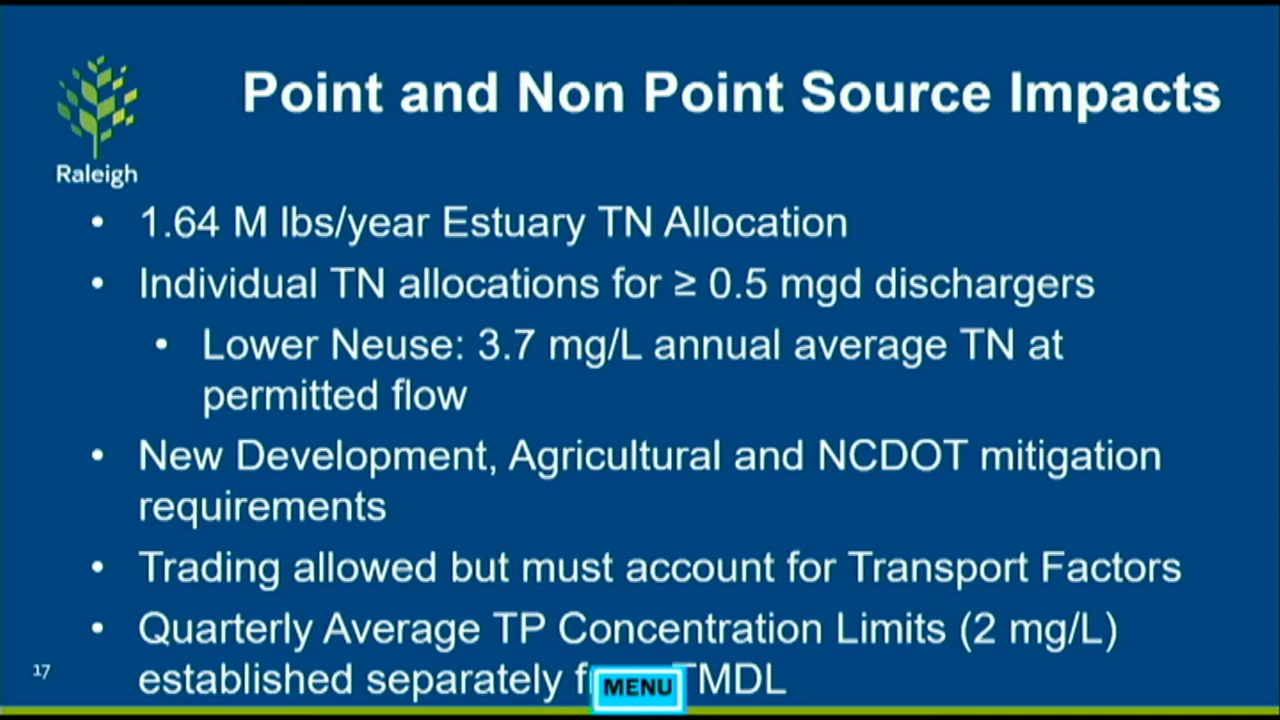 Point and Non Point Source Impacts
Raleigh
• 1.64 M lbs/year Estuary TN Allocation
• Individual TN allocations for ≥ 0.5 mgd dischargers
• Lower Neuse: 3.7 mg/L annual average TN at
permitted flow
• New Development, Agricultural and NCDOT mitigation
requirements
• Trading allowed but must account for Transport Factors
• Quarterly Average TP Concentration Limits (2 mg/L)
established separately TMDL
17
MENU